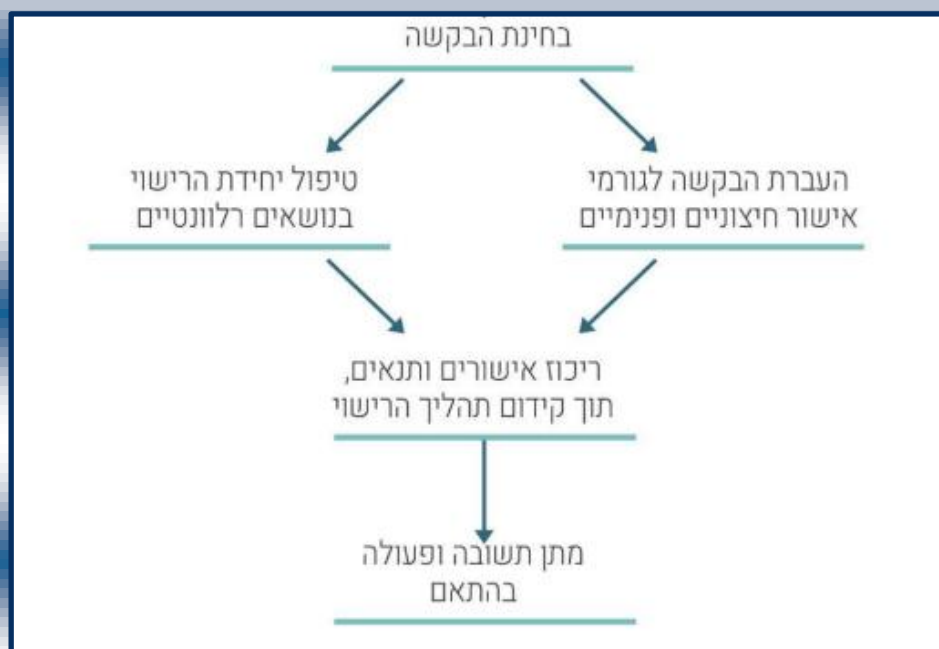 בחינת הבקשה
העברת הבקשה לגורמי
אישור חיצוניים ופנימיים
טיפול יחידת הרישוי
בנושאים רלוונטיים
ריכוז אישורים ותנאים,
תוך קידום תהליך הרישוי
מתן תשובה ופעולה
בהתאם